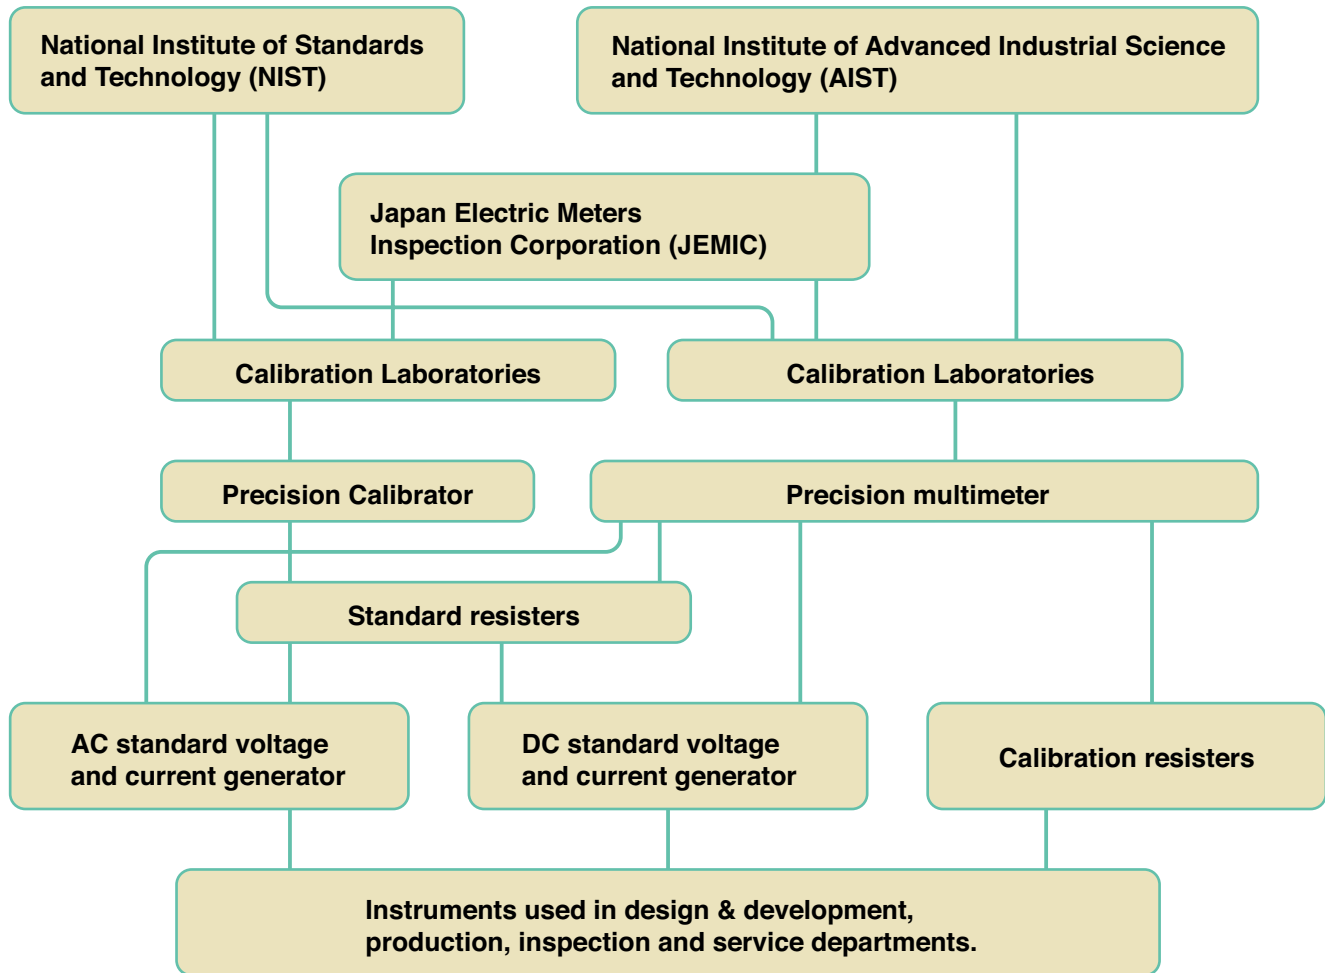 National Institute of Standards
and Technology (NIST)
National Institute of Advanced Industrial Science
and Technology (AIST)
Japan Electric Meters
Inspection Corporation (JEMIC)
Calibration Laboratories
Calibration Laboratories
Precision Calibrator
Precision multimeter
Standard resisters
AC standard voltage
and current generator
DC standard voltage
and current generator
Calibration resisters
Instruments used in design & development,
production, inspection and service departments.